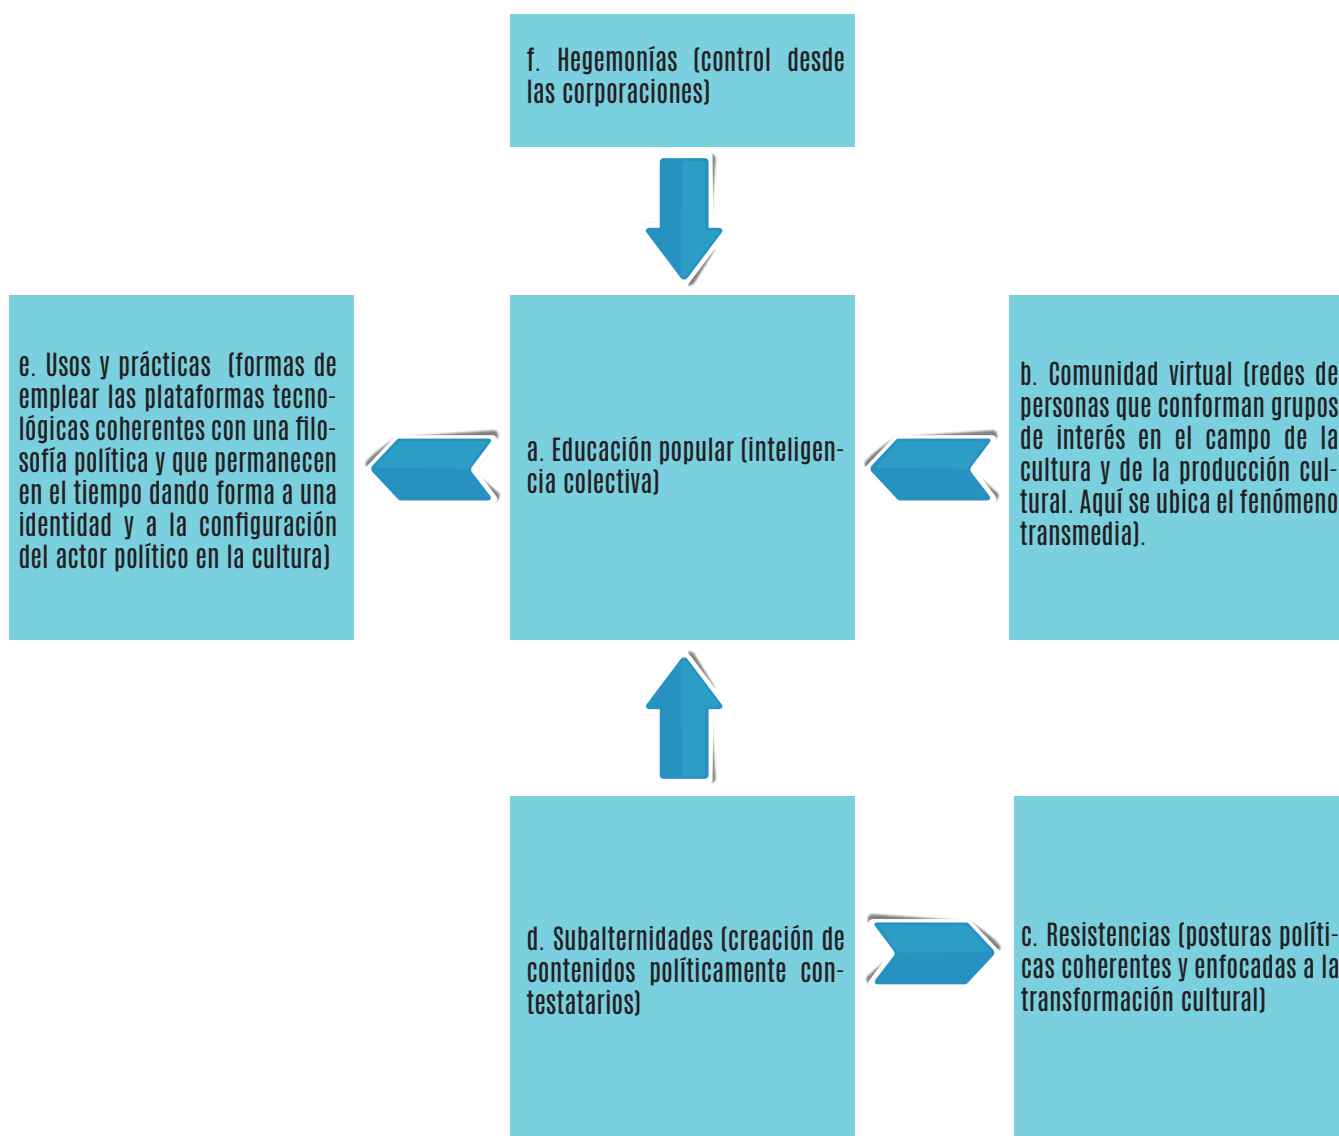 f. Hegemonías (control desde
las corporaciones)
e. Usos y prácticas (formas de
emplear las plataformas tecno-
lógicas coherentes con una filo-
sofía política y que permanecen
en el tiempo dando forma a una
identidad y a la configuración
del actor político en la cultura)
a. Educación popular (inteligen-
cia colectiva)
b. Comunidad virtual (redes de
personas que conforman grupos
de interés en el campo de la
cultura y de la producción cul-
tural. Aquí se ubica el fenómeno
transmedia).
d. Subalternidades (creación de
contenidos políticamente con-
testatarios)
c. Resistencias (posturas políti-
cas coherentes y enfocadas a la
transformación cultural)